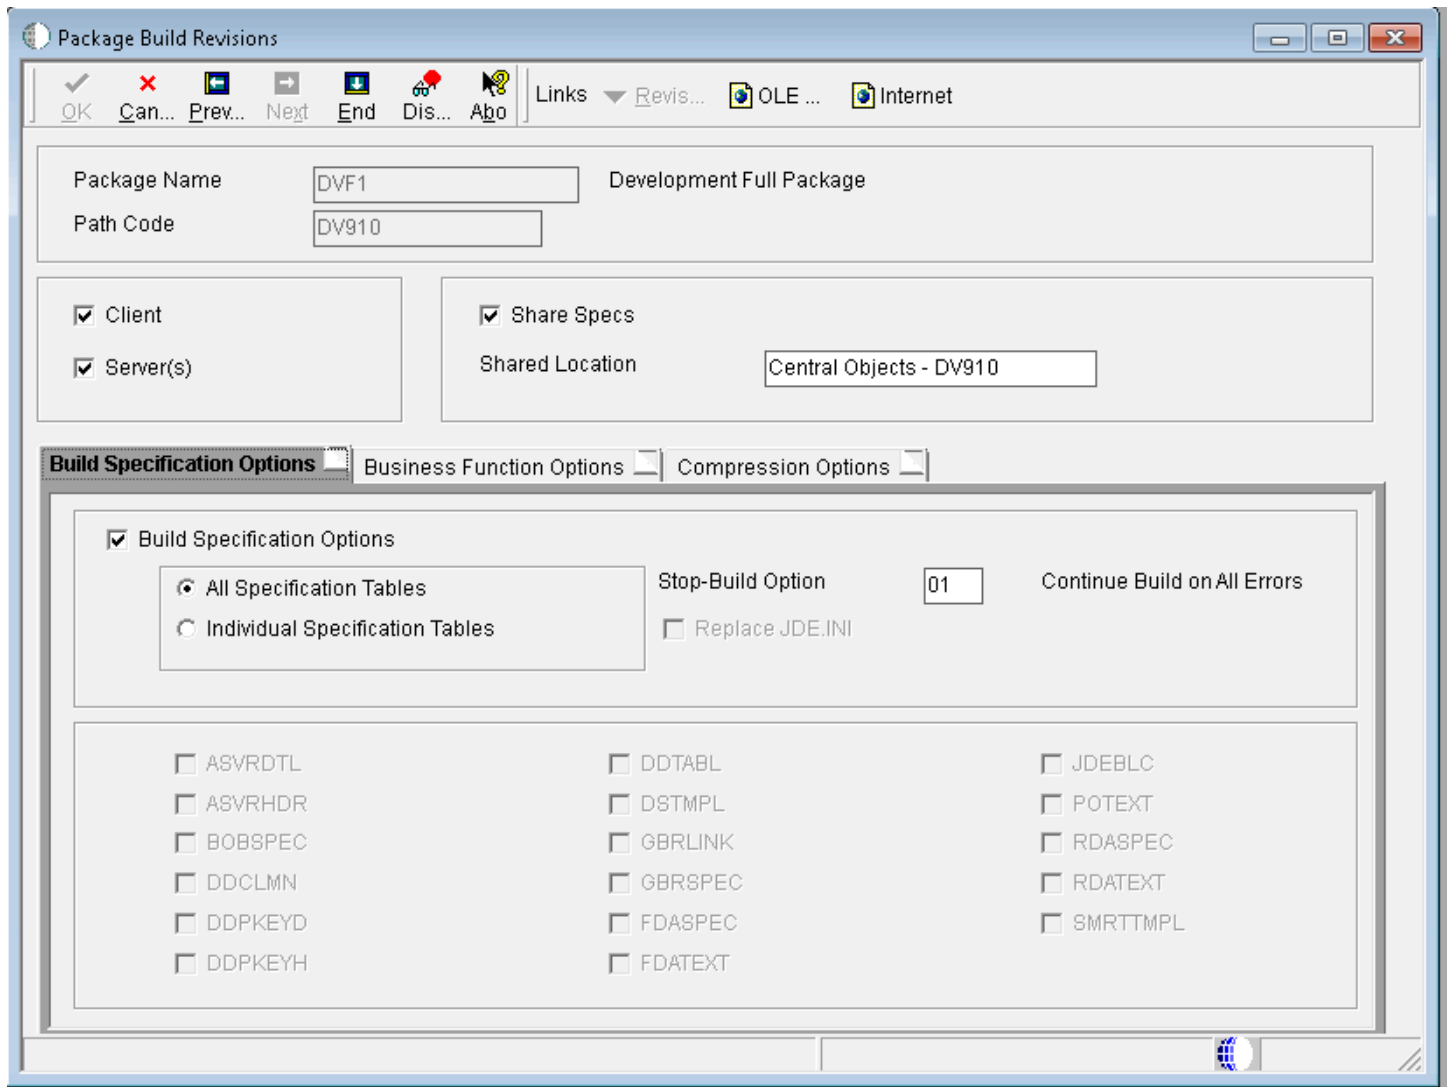 Package Build Revisions
OK Can... Prev... Next End Dis... Abo Links Revis... OLE ... Internet
Package Name DVF1 Development Full Package
Path Code DV910
Client Share Specs
Server(s) Shared Location Central Objects - DV910
Build Specification Options Business Function Options Compression Options
Build Specification Options
All Specification Tables Stop-Build Option 01 Continue Build on All Errors
Individual Specification Tables Replace JDE.INI
ASVRDTL DDTABL JDEBLC
ASVRHDR DSTMPL POTEXT
BOBSPEC GBRLINK RDASPEC
DDCLMN GBRSPEC RDATEXT
DDPKEYD FDASPEC SMRTTMPL
DDPKEYH FDATEXT